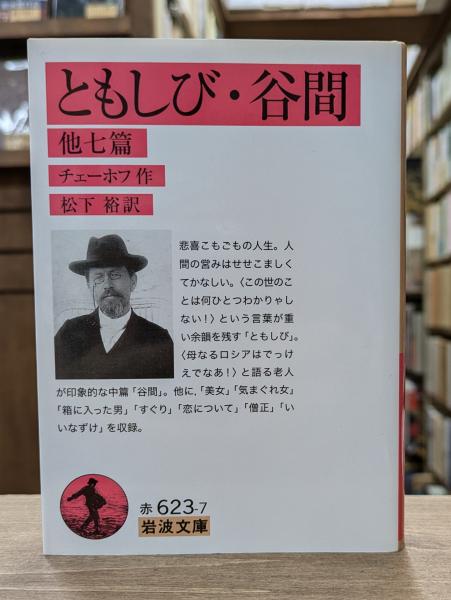 ともしび・谷間
他七篇
チェーホフ作
松下 裕訳
悲喜こもごもの人生。人
間の営みはせせこましく
てかなしい。〈この世のこ
とは何ひとつわかりゃし
ない！〉という言葉が重
い余韻を残す「ともしび」。
〈母なるロシアはでっけ
えでなあ！〉と語る老人
が印象的な中篇「谷間」。他に，「美女」「気まぐれ女」
「箱に入った男」「すぐり」「恋について」「僧正」「い
いなずけ」を収録。
赤 623-7
岩波文庫